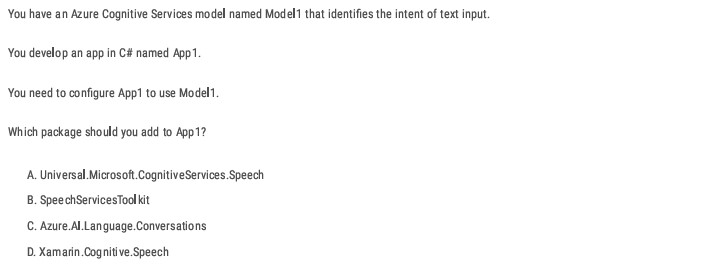 You have an Azure Cognitive Services model named Model1 that identifies the intent of text input.
You develop an app in C# named App1.
You need to configure App1 to use Model1.
Which package should you add to App1?
A. Universal.Microsoft.CognitiveServices.Speech
B. SpeechServicesToolkit
C. Azure.AI.Language.Conversations
D. Xamarin.Cognitive.Speech